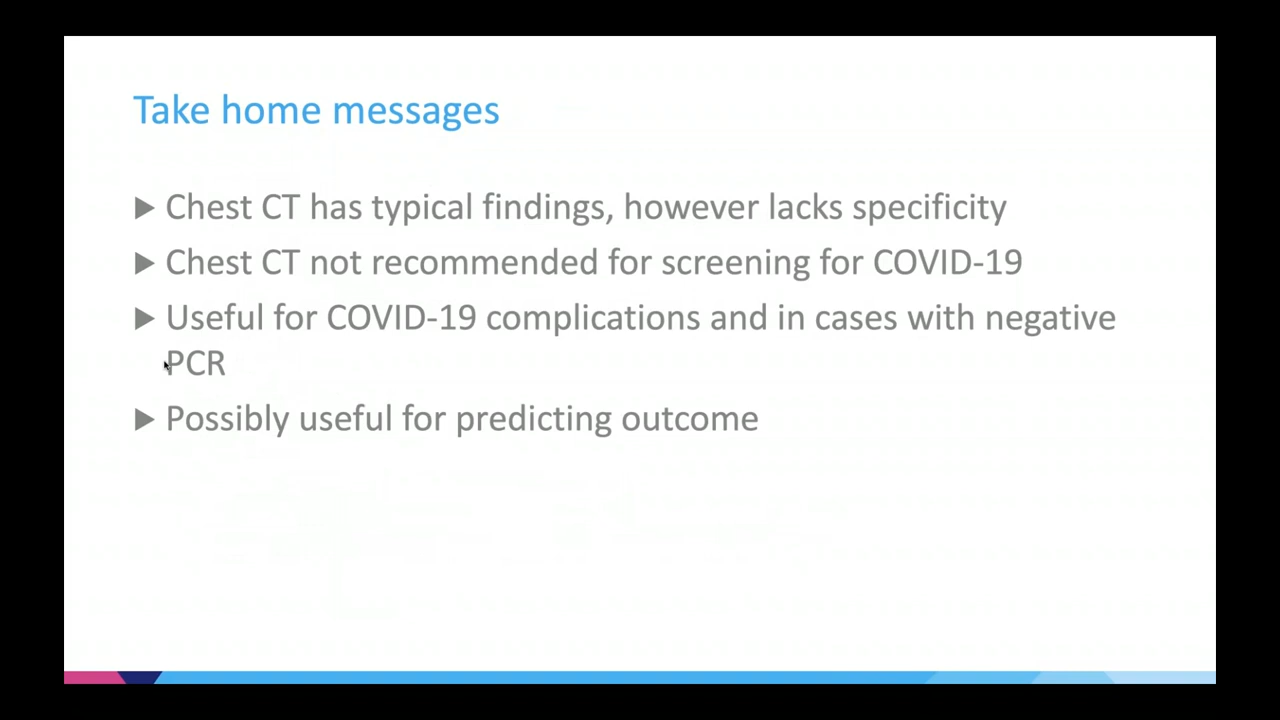 Take home messages
Chest CT has typical findings, however lacks specificity
Chest CT not recommended for screening for COVID-19
Useful for COVID-19 complications and in cases with negative
PCR
Possibly useful for predicting outcome